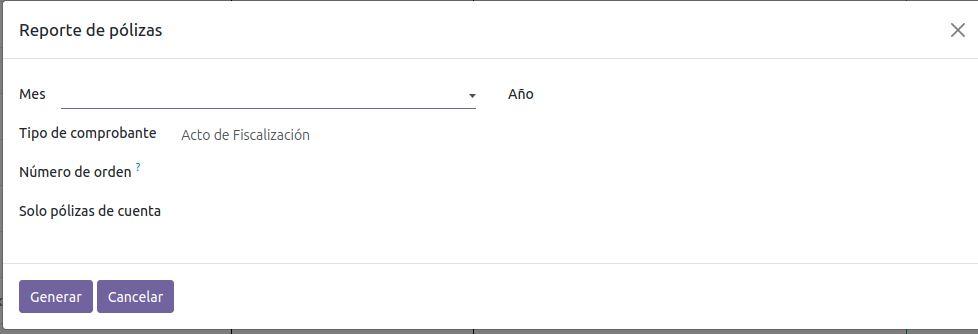 Reporte de pólizas
Mes
Año
Tipo de comprobante Acto de Fiscalización
Número de orden ?
Solo pólizas de cuenta
Generar Cancelar